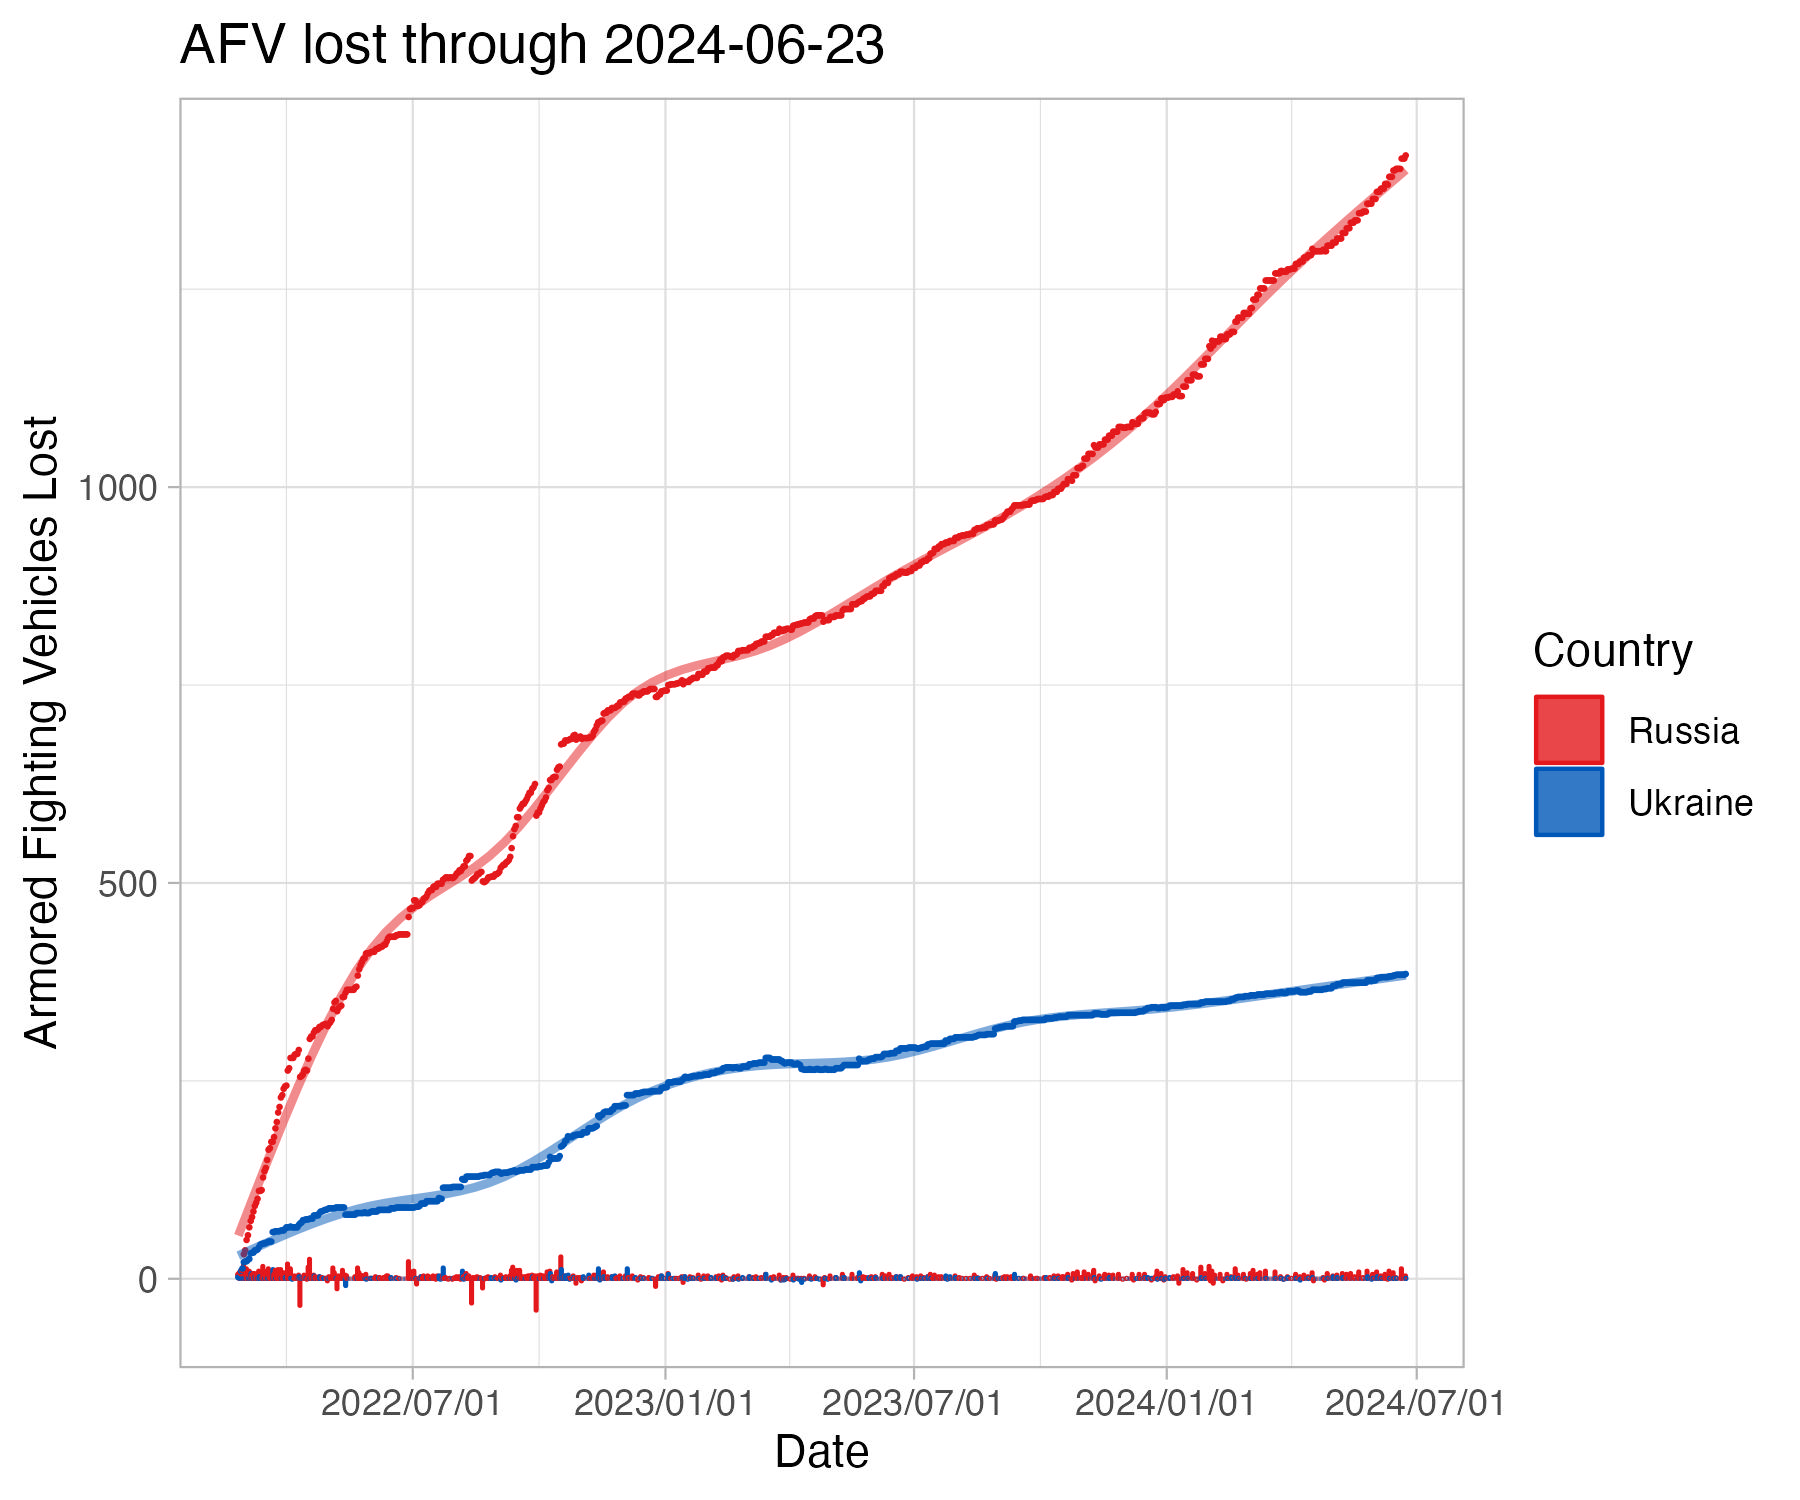 AFV lost through 2024-06-23
Armored Fighting Vehicles Lost
1000
500
0
2022/07/01
2023/01/01
2023/07/01
2024/01/01
2024/07/01
Date
Country
Russia
Ukraine